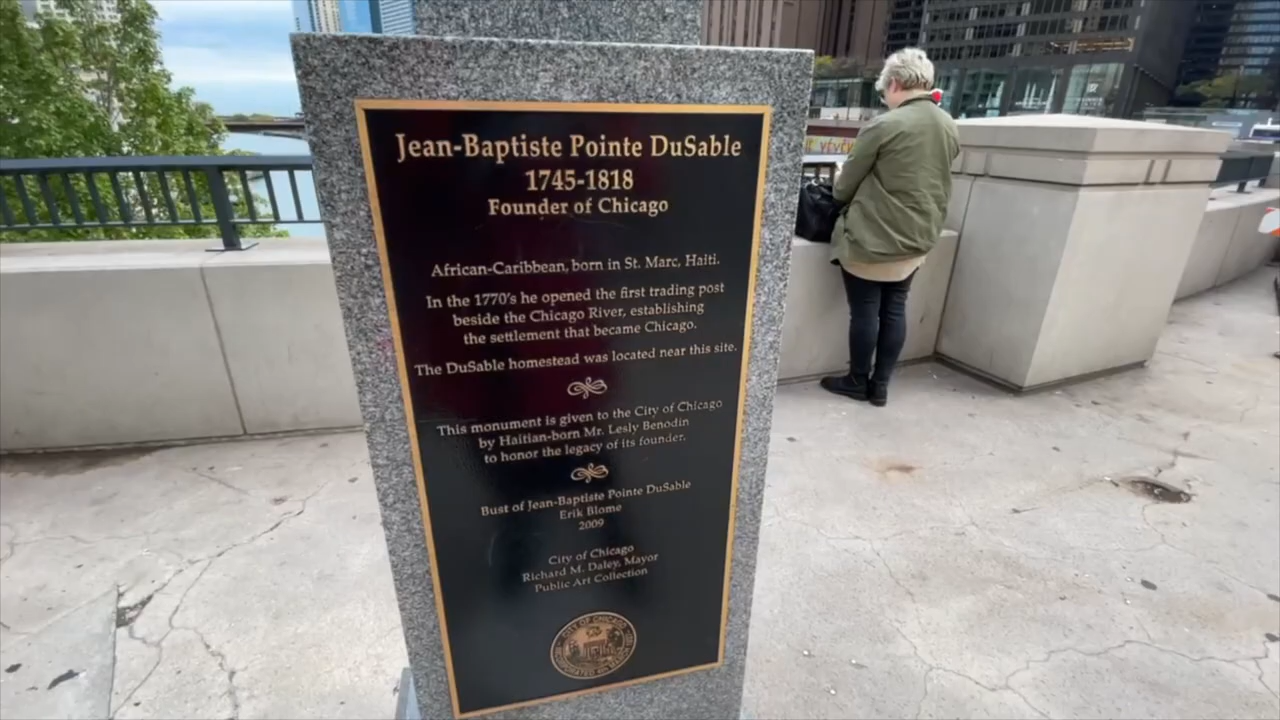 Jean-Baptiste Pointe DuSable
1745-1818
Founder of Chicago
African-Caribbean, born in St. Marc, Haiti.
In the 1770's he opened the first trading post
beside the Chicago River, establishing
the settlement that became Chicago.
The DuSable homestead was located near this site.
This monument is given to the City of Chicago
by Haitian-born Mr. Lesly Benodin
to honor the legacy of its founder.
Bust of Jean-Baptiste Pointe DuSable
Erik Blome
2009
City of Chicago
Richard M. Daley, Mayor
Public Art Collection
CITY OF CHICAGO